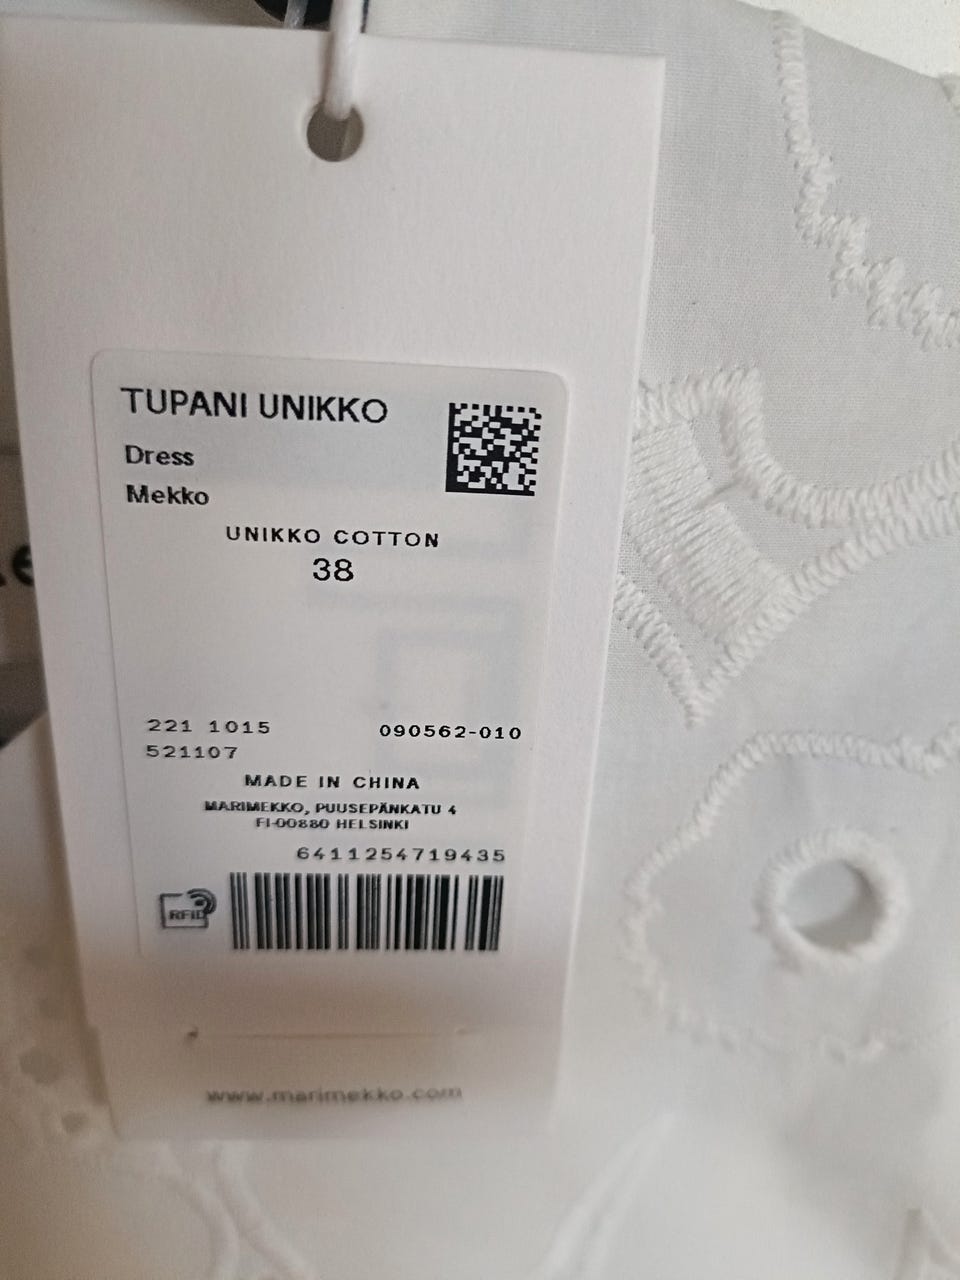 TUPANI UNIKKO
Dress
Mekko
UNIKKO COTTON
38
221 1015
090562-010
521107
MADE IN CHINA
MARIMEKKO, PUUSEPÄNKATU 4
FI-00880 HELSINKI
6411254719435
RFID
www.marimekko.com